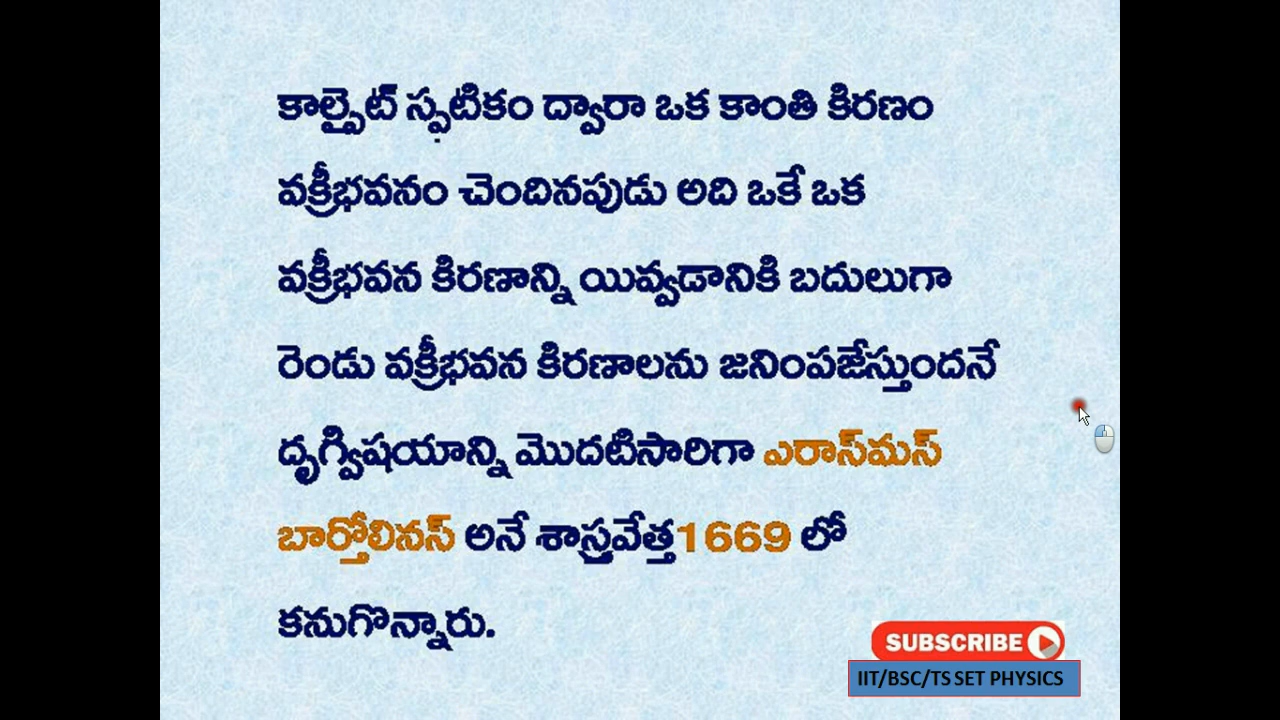 కాల్సైట్ స్పటికం ద్వారా ఒక కాంతి కిరణం
వక్రీభవనం చెందినపుడు అది ఒకే ఒక
వక్రీభవన కిరణాన్ని యివ్వడానికి బదులుగా
రెండు వక్రీభవన కిరణాలను జనింపజేస్తుందనే
దృగ్విషయాన్ని మొదటిసారిగా ఎరాస్‌మస్
బార్తోలినస్ అనే శాస్త్రవేత్త1669 లో
కనుగొన్నారు.
SUBSCRIBE
IIT/BSC/TS SET PHYSICS